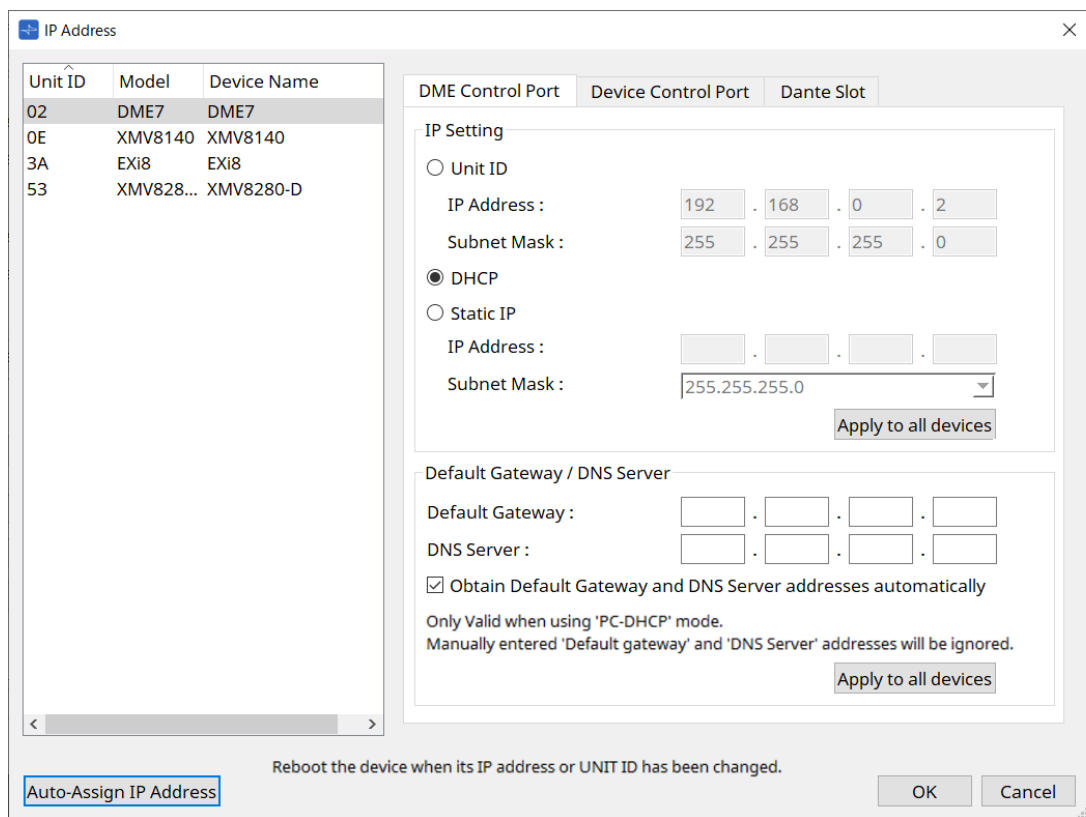 IP Address
Unit ID Model Device Name
02 DME7 DME7
0E XMV8140 XMV8140
3A EXi8 EXi8
53 XMV828... XMV8280-D
DME Control Port Device Control Port Dante Slot
IP Setting
Unit ID
IP Address : 192 . 168 . 0 . 2
Subnet Mask : 255 . 255 . 255 . 0
DHCP
Static IP
IP Address : . . .
Subnet Mask : 255.255.255.0
Apply to all devices
Default Gateway / DNS Server
Default Gateway : . . .
DNS Server : . . .
Obtain Default Gateway and DNS Server addresses automatically
Only Valid when using 'PC-DHCP' mode.
Manually entered 'Default gateway' and 'DNS Server' addresses will be ignored.
Apply to all devices
Reboot the device when its IP address or UNIT ID has been changed.
Auto-Assign IP Address OK Cancel